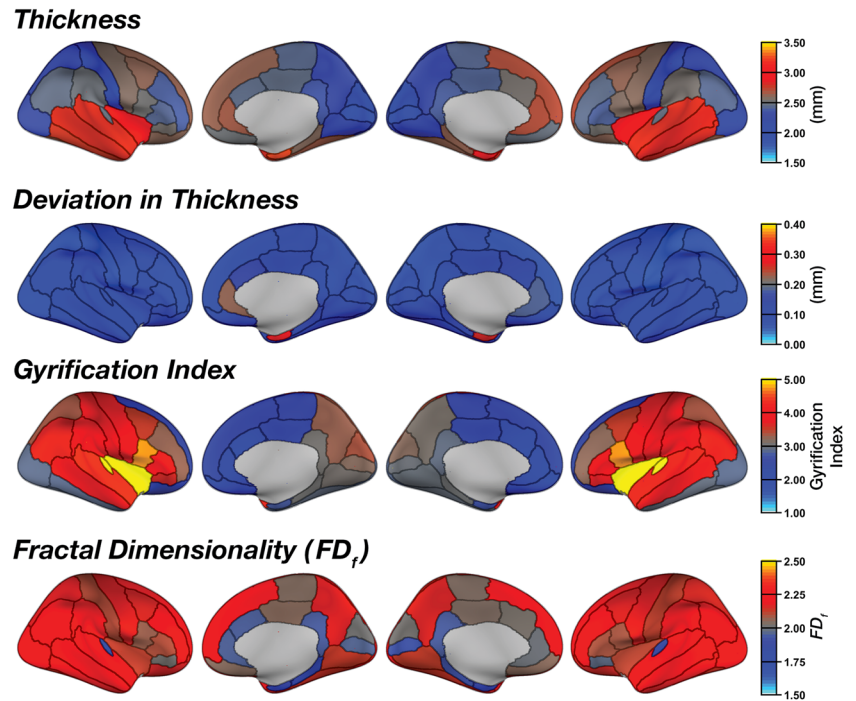 Thickness
3.50
3.00
2.50
2.00
1.50
(mm)
Deviation in Thickness
0.40
0.30
0.20
0.10
0.00
(mm)
Gyrification Index
5.00
4.00
3.00
2.00
1.00
Gyrification
Index
Fractal Dimensionality (FDf)
2.50
2.25
2.00
1.75
1.50
FDf